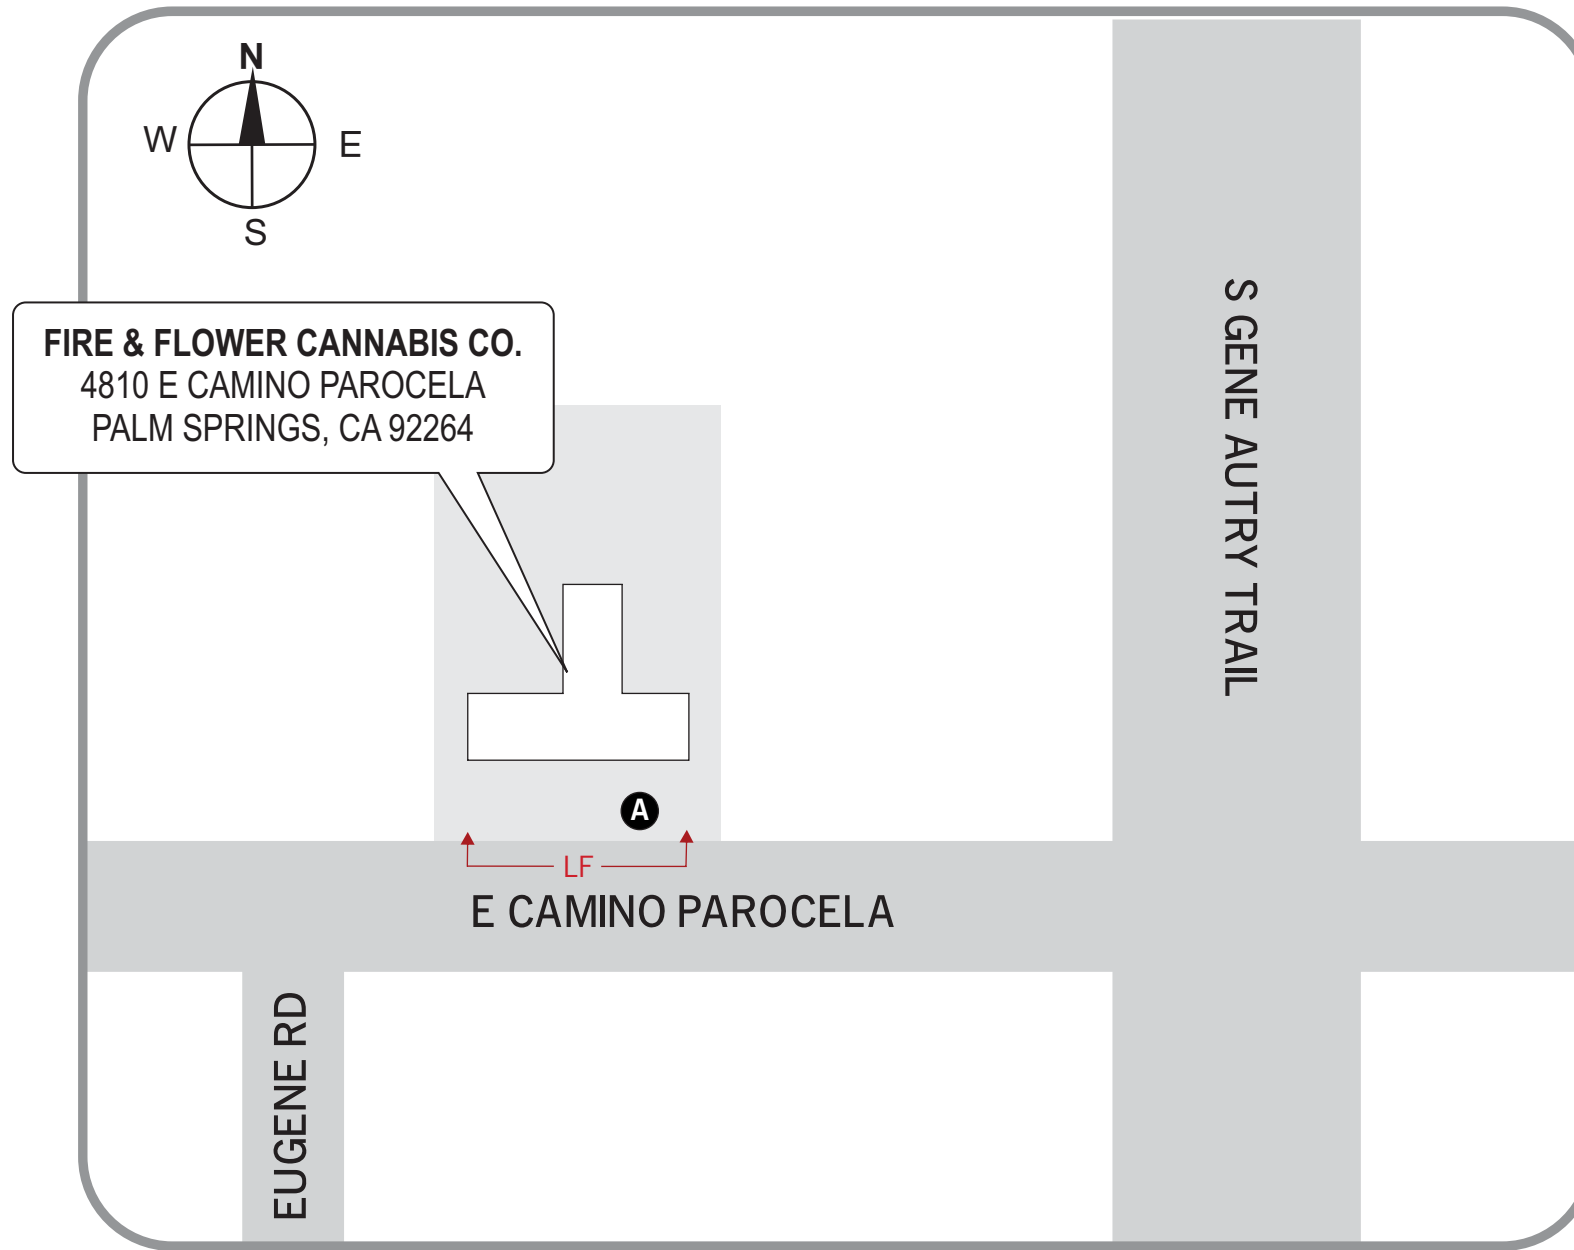 N
W
E
S
FIRE & FLOWER CANNABIS CO.
4810 E CAMINO PAROCELA
PALM SPRINGS, CA 92264
S GENE AUTRY TRAIL
A
LF
E CAMINO PAROCELA
EUGENE RD